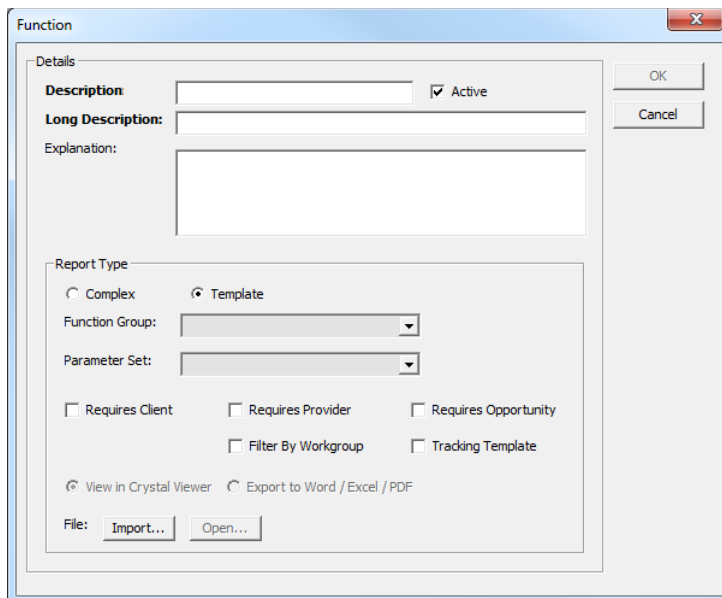 Function
Details
OK
Description:
Active
Cancel
Long Description:
Explanation:
Report Type
Complex Template
Function Group:
Parameter Set:
Requires Client Requires Provider Requires Opportunity
Filter By Workgroup Tracking Template
View in Crystal Viewer Export to Word / Excel / PDF
File: Import... Open...